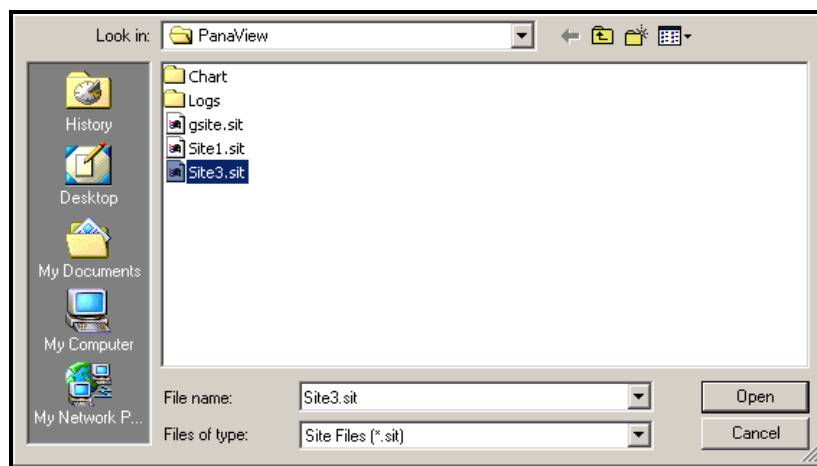 Look in: PanaView
Chart
Logs
gsite.sit
Site1.sit
Site3.sit
History
Desktop
My Documents
My Computer
My Network P...
File name: Site3.sit Open
Files of type: Site Files (*.sit) Cancel